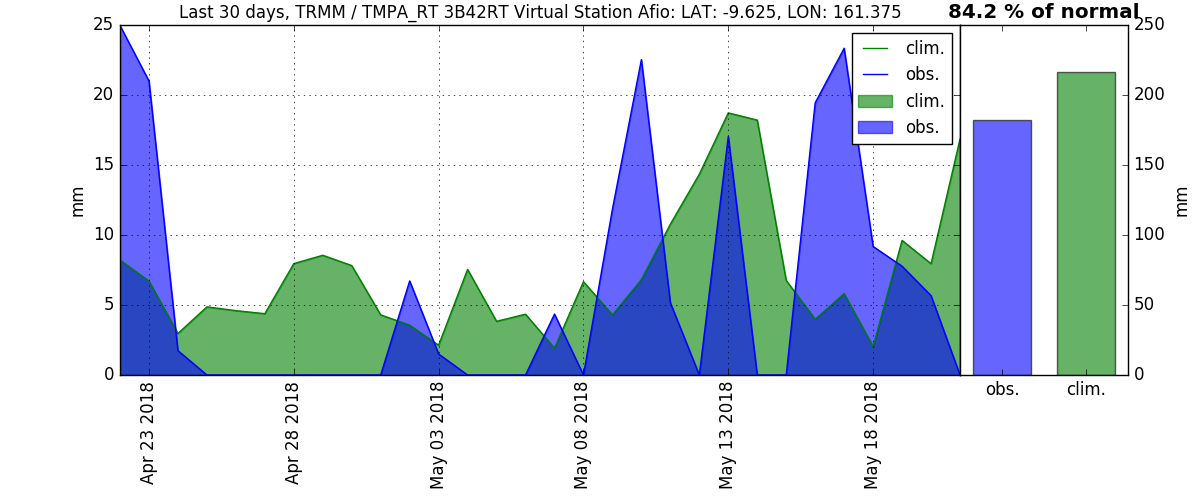 Last 30 days, TRMM / TMPA_RT 3B42RT Virtual Station Afio: LAT: -9.625, LON: 161.375
84.2 % of normal
25
20
15
10
5
0
mm
clim.
obs.
clim.
obs.
250
200
150
100
50
0
mm
Apr 23 2018
Apr 28 2018
May 03 2018
May 08 2018
May 13 2018
May 18 2018
obs.
clim.